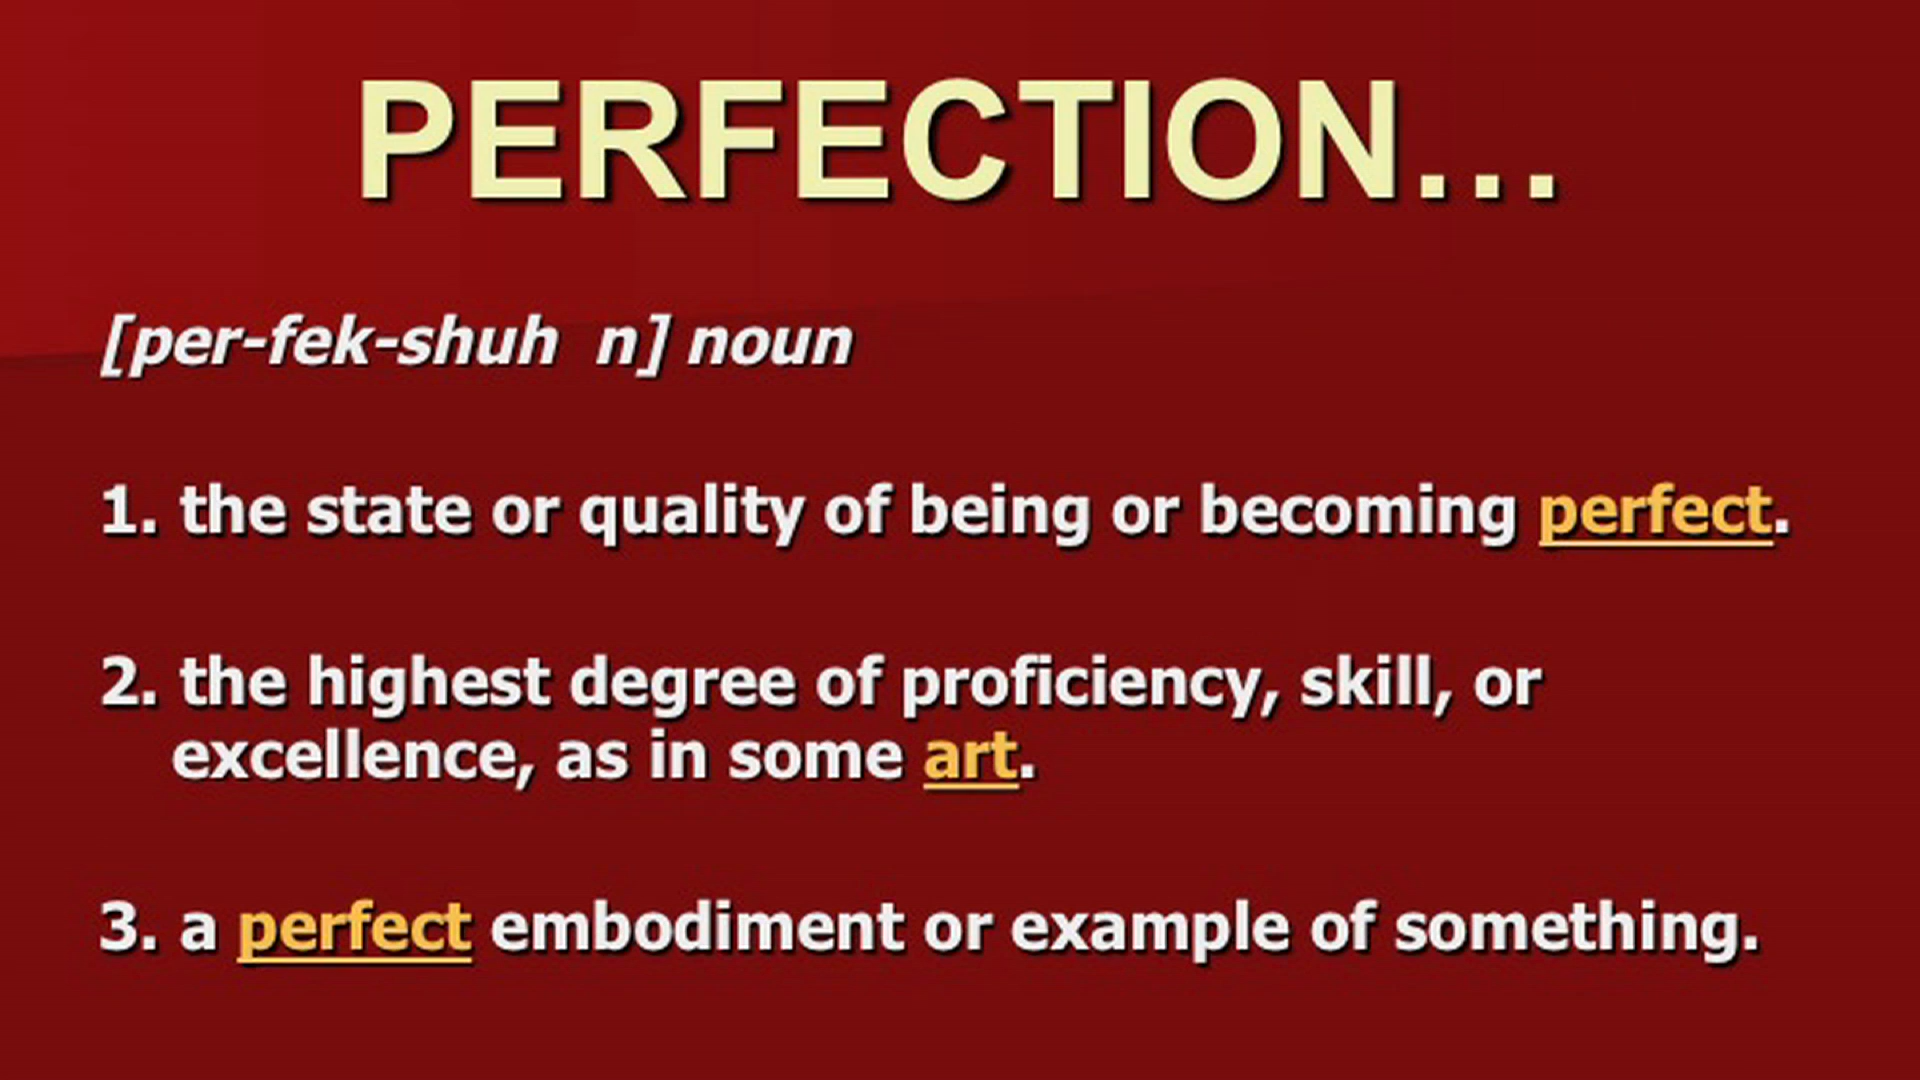 PERFECTION...
[per-fek-shuh n] noun
1. the state or quality of being or becoming perfect.
2. the highest degree of proficiency, skill, or
excellence, as in some art.
3. a perfect embodiment or example of something.